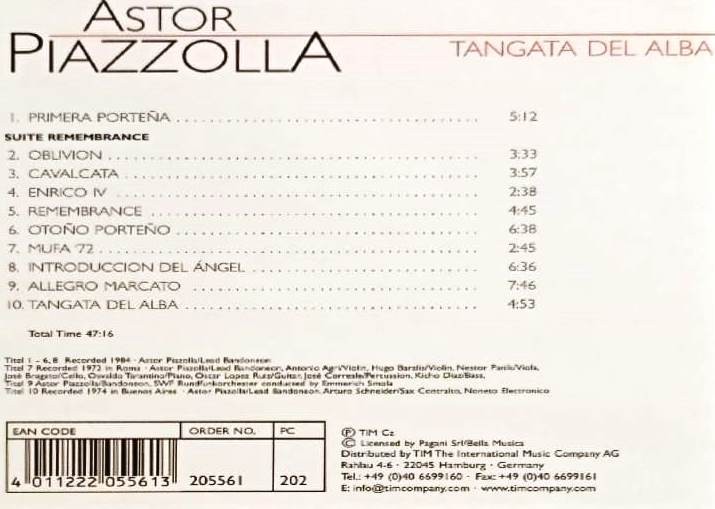 ASTOR
PIAZZOLLA
TANGATA DEL ALBA
1. PRIMERA PORTEÑA 5:12
SUITE REMEMBRANCE
2. OBLIVION 3:33
3. CAVALCATA 3:57
4. ENRICO IV 2:38
5. REMEMBRANCE 4:45
6. OTOÑO PORTEÑO 6:38
7. MUFA '72 2:45
8. INTRODUCCION DEL ÁNGEL 6:36
9. ALLEGRO MARCATO 7:46
10. TANGATA DEL ALBA 4:53
Total Time 47:16
Titel 1 - 6, 8 Recorded 1984 · Astor Piazolla/Lead Bandoneon
Titel 7 Recorded 1972 in Roma · Astor Piazolla/Lead Bandoneon, Antonio Agri/Violin, Hugo Baralis/Violin, Nestor Panik/Viola,
José Bragato/Cello, Osvaldo Tarantino/Piano, Oscar Lopez Ruiz/Guitar, José Correale/Percussion, Kicho Diaz/Bass,
Titel 9 Astor Piazzolla/Bandoneon, SWF Rundfunkorchester conducted by Emmerich Smola
Titel 10 Recorded 1974 in Buenos Aires · Astor Piazolla/Lead Bandoneon, Arturo Schneider/Sax Contralto, Noneto Electronico
EAN CODE ORDER NO. PC
4 011222 055613 205561 202
Ⓟ TIM Cz
© Licensed by Pagani Srl/Bella Musica
Distributed by TIM The International Music Company AG
Rahlau 4-6 · 22045 Hamburg · Germany
Tel.: +49 (0)40 6699160 · Fax: +49 (0)40 6699161
E: info@timcompany.com · www.timcompany.com